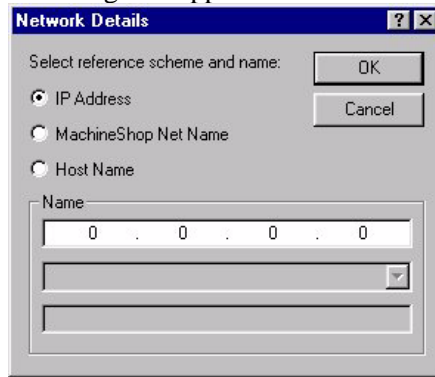 Network Details
Select reference scheme and name:
OK
IP Address
Cancel
MachineShop Net Name
Host Name
Name
0 . 0 . 0 . 0